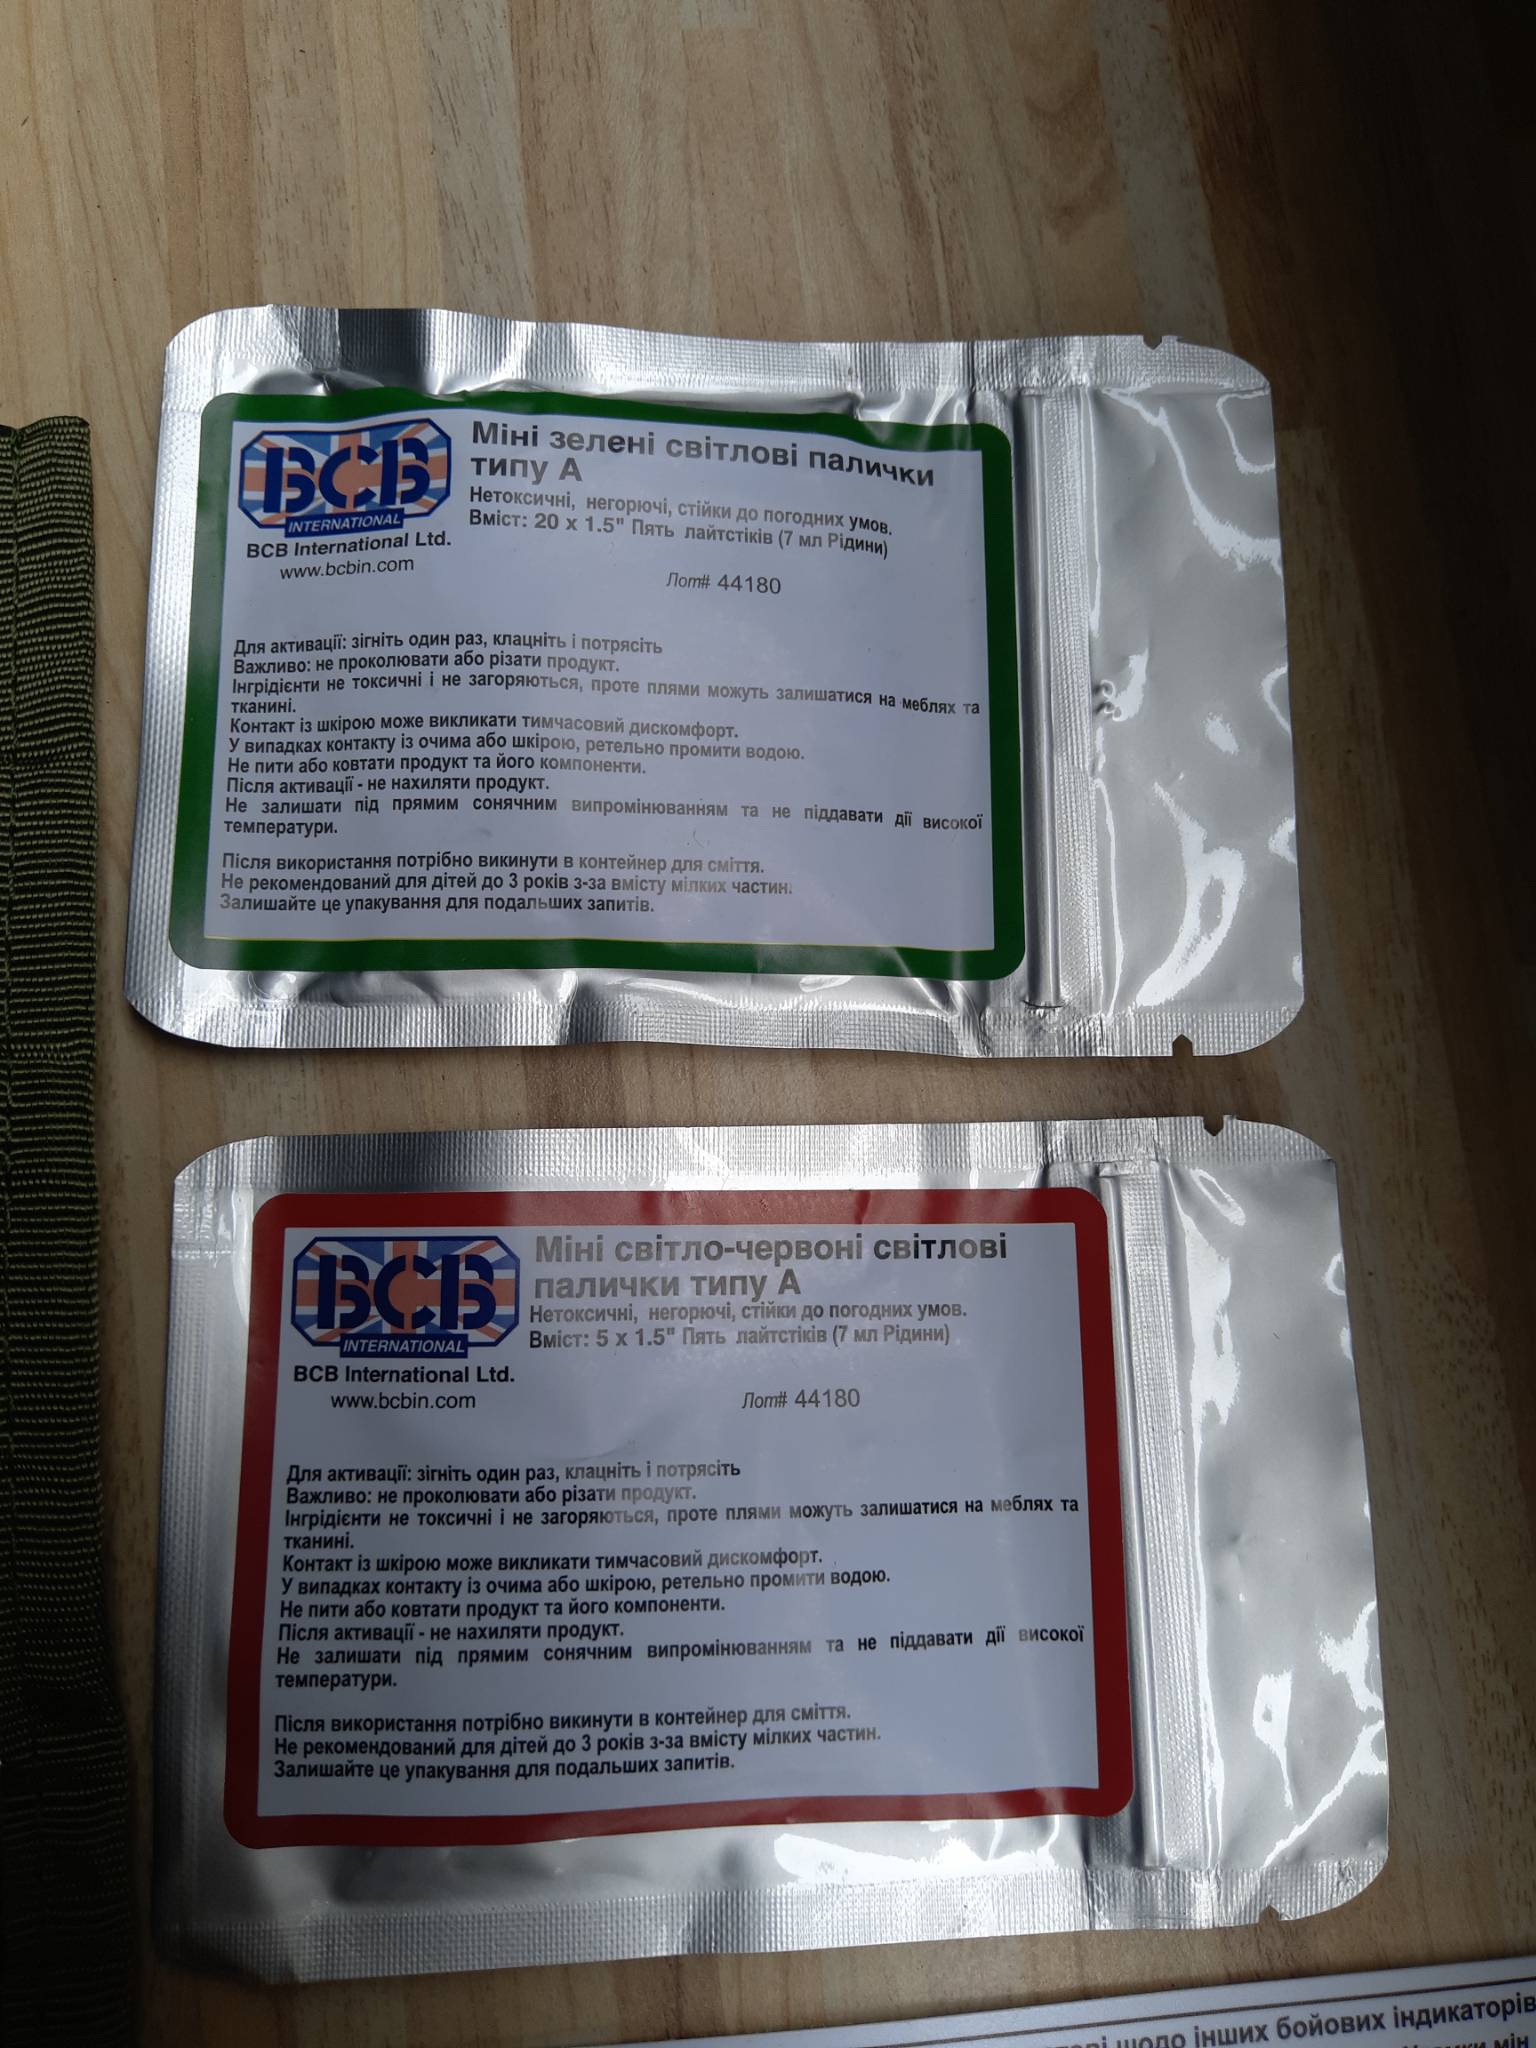 BCB
INTERNATIONAL
BCB International Ltd.
www.bcbin.com
Міні зелені світлові палички
типу А
Нетоксичні, негорючі, стійки до погодних умов.
Вміст: 20 x 1.5" Пять лайтстіків (7 мл Рідини)
Лот# 44180
Для активації: зігніть один раз, клацніть і потрясіть
Важливо: не проколювати або різати продукт.
Інгрідієнти не токсичні і не загоряються, проте плями можуть залишатися на меблях та
тканині.
Контакт із шкірою може викликати тимчасовий дискомфорт.
У випадках контакту із очима або шкірою, ретельно промити водою.
Не пити або ковтати продукт та його компоненти.
Після активації - не нахиляти продукт.
Не залишати під прямим сонячним випромінюванням та не піддавати дії високої
температури.
Після використання потрібно викинути в контейнер для сміття.
Не рекомендований для дітей до 3 років з-за вмісту мілких частин.
Залишайте це упакування для подальших запитів.
BCB
INTERNATIONAL
BCB International Ltd.
www.bcbin.com
Міні світло-червоні світлові
палички типу А
Нетоксичні, негорючі, стійки до погодних умов.
Вміст: 5 x 1.5" Пять лайтстіків (7 мл Рідини)
Лот# 44180
Для активації: зігніть один раз, клацніть і потрясіть
Важливо: не проколювати або різати продукт.
Інгрідієнти не токсичні і не загоряються, проте плями можуть залишатися на меблях та
тканині.
Контакт із шкірою може викликати тимчасовий дискомфорт.
У випадках контакту із очима або шкірою, ретельно промити водою.
Не пити або ковтати продукт та його компоненти.
Після активації - не нахиляти продукт.
Не залишати під прямим сонячним випромінюванням та не піддавати дії високої
температури.
Після використання потрібно викинути в контейнер для сміття.
Не рекомендований для дітей до 3 років з-за вмісту мілких частин.
Залишайте це упакування для подальших запитів.
щодо інших бойових індикаторів
мін